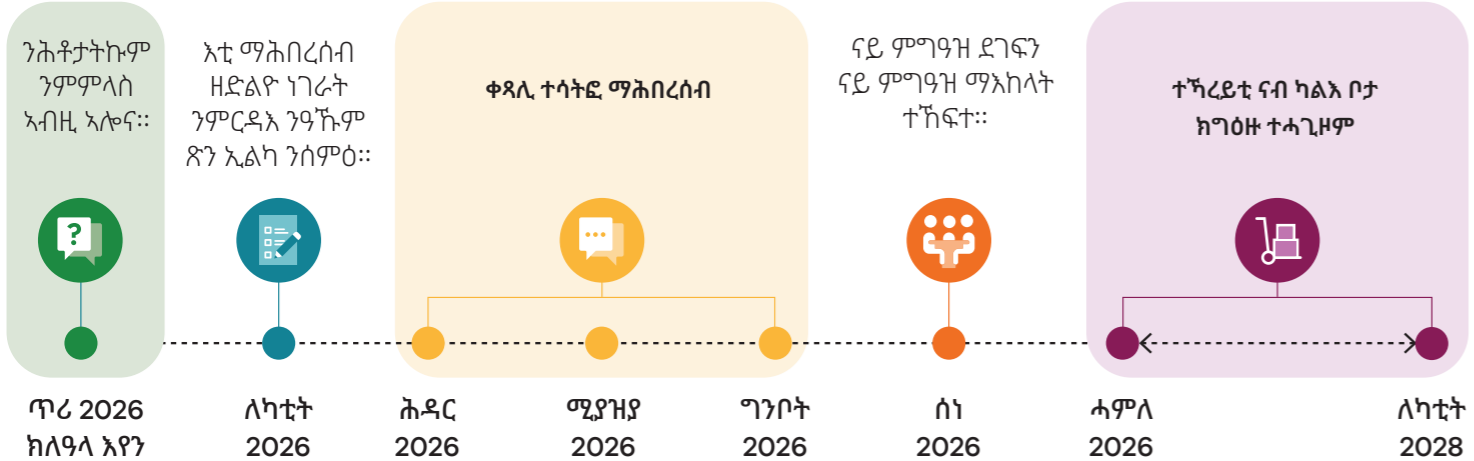 ንሕቶታትኩም
ንምምላስ
ኣብዚ ኣሎና።
እቲ ማሕበረሰብ
ዘድልዮ ነገራት
ንምርዳእ ንዓኹም
ጽን ኢልካ ንሰምዕ።
ቀጻሊ ተሳትፎ ማሕበረሰብ
ናይ ምግዓዝ ደገፍን
ናይ ምግዓዝ ማእከላት
ተኸፍተ።
ተኻረይቲ ናብ ካልእ ቦታ
ክግዕዙ ተሓጊዞም
?
ጥሪ 2026
ክለዓላ እየን
ለካቲት
2026
ሕዳር
2026
ሚያዝያ
2026
ግንቦት
2026
ሰነ
2026
ሓምለ
2026
ለካቲት
2028